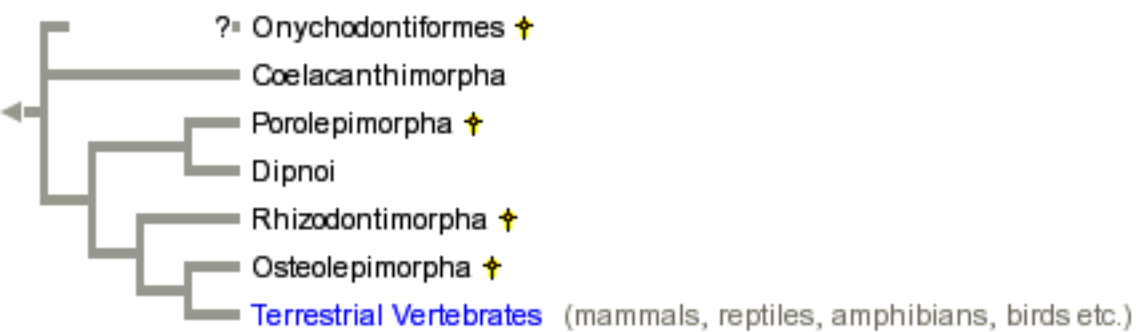 ? Onychodontiformes
Coelacanthimorpha
Porolepimorpha
Dipnoi
Rhizodontimorpha
Osteolepimorpha
Terrestrial Vertebrates (mammals, reptiles, amphibians, birds etc.)